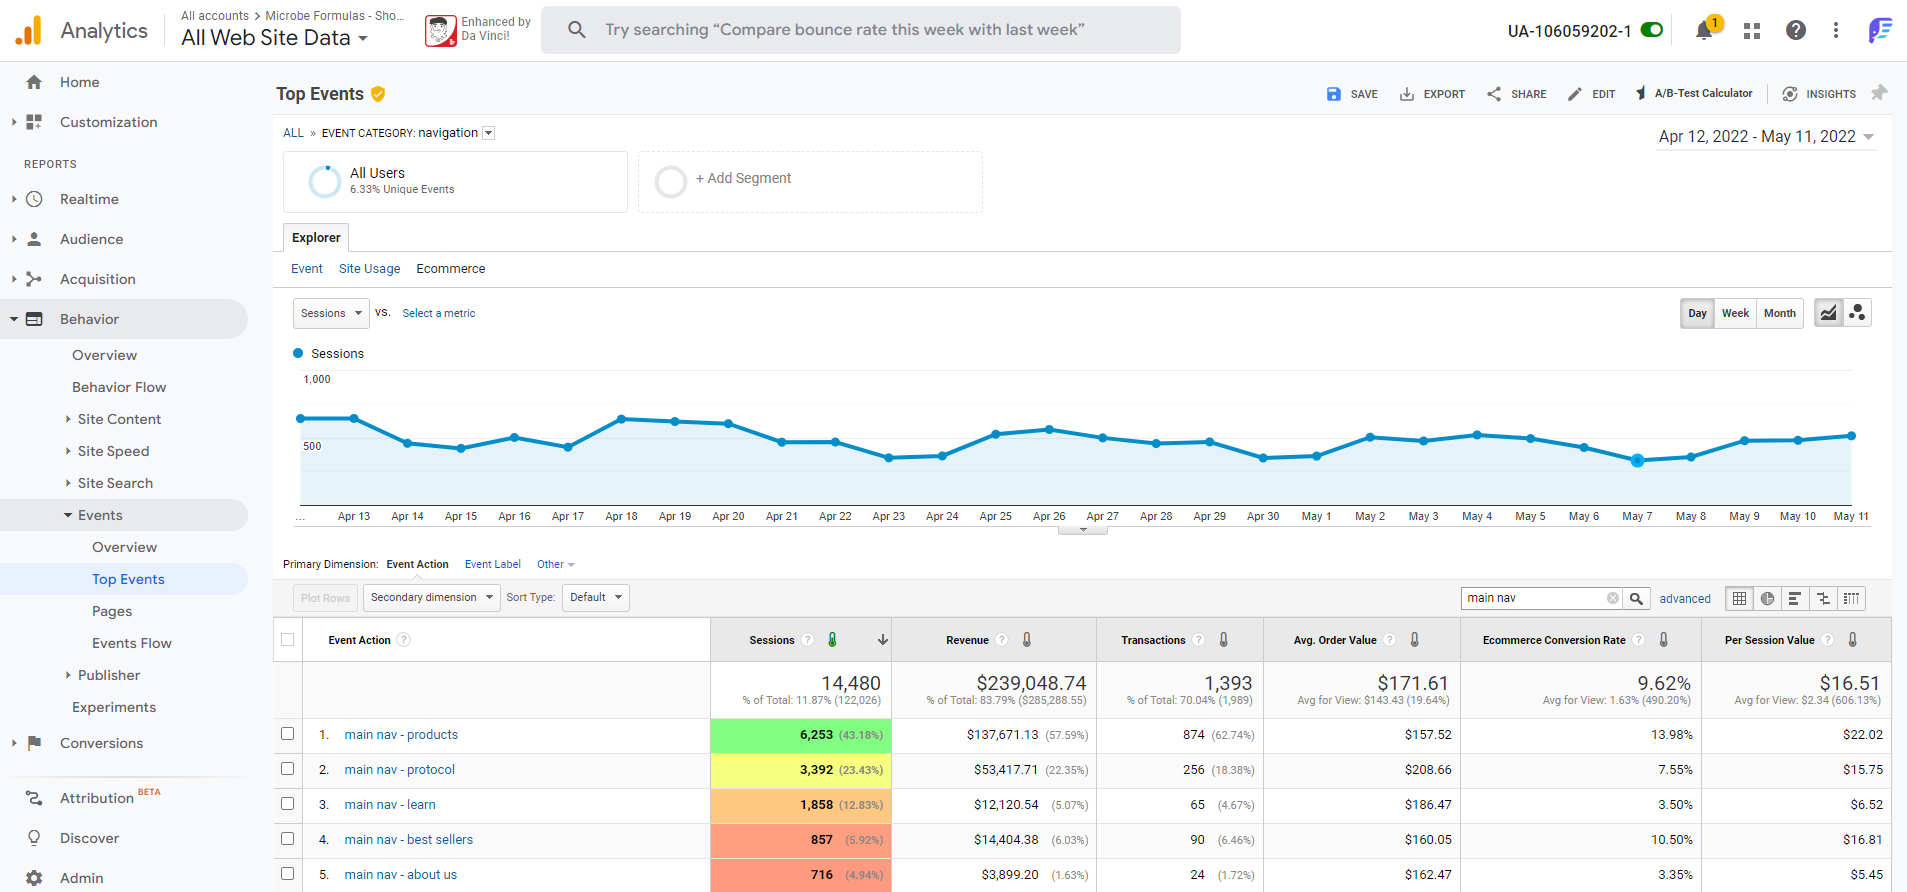 Analytics
All accounts > Microbe Formulas - Sho...
All Web Site Data
Enhanced by
Da Vinci!
Try searching “Compare bounce rate this week with last week”
UA-106059202-1
1
Home
Customization
REPORTS
Realtime
Audience
Acquisition
Behavior
Overview
Behavior Flow
Site Content
Site Speed
Site Search
Events
Overview
Top Events
Pages
Events Flow
Publisher
Experiments
Conversions
Attribution BETA
Discover
Admin
Top Events
SAVE
EXPORT
SHARE
EDIT
A/B-Test Calculator
INSIGHTS
ALL » EVENT CATEGORY: navigation
Apr 12, 2022 - May 11, 2022
All Users
6.33% Unique Events
+ Add Segment
Explorer
Event Site Usage Ecommerce
Sessions vs. Select a metric
Day Week Month
Sessions
1,000
500
... Apr 13 Apr 14 Apr 15 Apr 16 Apr 17 Apr 18 Apr 19 Apr 20 Apr 21 Apr 22 Apr 23 Apr 24 Apr 25 Apr 26 Apr 27 Apr 28 Apr 29 Apr 30 May 1 May 2 May 3 May 4 May 5 May 6 May 7 May 8 May 9 May 10 May 11
Primary Dimension: Event Action Event Label Other
Plot Rows Secondary dimension Sort Type: Default main nav advanced
Event Action ? Sessions ? Revenue ? Transactions ? Avg. Order Value ? Ecommerce Conversion Rate ? Per Session Value ?
14,480 $239,048.74 1,393 $171.61 9.62% $16.51
% of Total: 11.87% (122,026) % of Total: 83.79% ($285,288.55) % of Total: 70.04% (1,989) Avg for View: $143.43 (19.64%) Avg for View: 1.63% (490.20%) Avg for View: $2.34 (606.13%)
1. main nav - products 6,253 (43.18%) $137,671.13 (57.59%) 874 (62.74%) $157.52 13.98% $22.02
2. main nav - protocol 3,392 (23.43%) $53,417.71 (22.35%) 256 (18.38%) $208.66 7.55% $15.75
3. main nav - learn 1,858 (12.83%) $12,120.54 (5.07%) 65 (4.67%) $186.47 3.50% $6.52
4. main nav - best sellers 857 (5.92%) $14,404.38 (6.03%) 90 (6.46%) $160.05 10.50% $16.81
5. main nav - about us 716 (4.94%) $3,899.20 (1.63%) 24 (1.72%) $162.47 3.35% $5.45